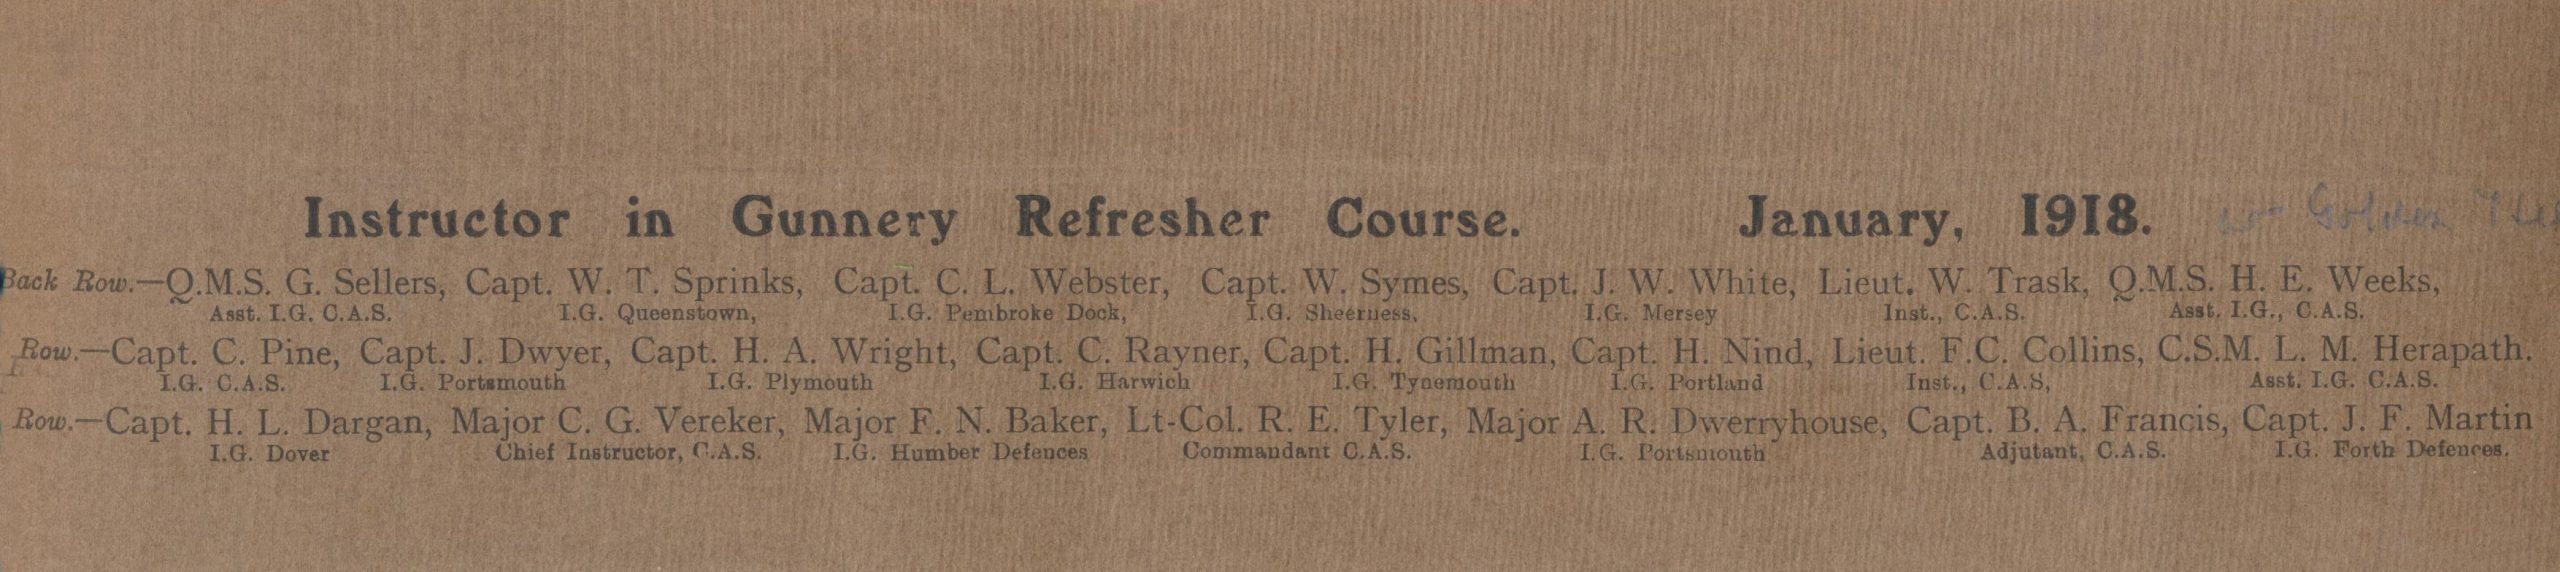 Instructor in Gunnery Refresher Course. January, 1918.
Back Row.—Q.M.S. G. Sellers, Capt. W. T. Sprinks, Capt. C. L. Webster, Capt. W. Symes, Capt. J. W. White, Lieut. W. Trask, Q.M.S. H. E. Weeks,
Asst. I.G. C.A.S. I.G. Queenstown, I.G. Pembroke Dock, I.G. Sheerness, I.G. Mersey Inst., C.A.S. Asst. I.G., C.A.S.
Row.—Capt. C. Pine, Capt. J. Dwyer, Capt. H. A. Wright, Capt. C. Rayner, Capt. H. Gillman, Capt. H. Nind, Lieut. F.C. Collins, C.S.M. L. M. Herapath.
I.G. C.A.S. I.G. Portsmouth I.G. Plymouth I.G. Harwich I.G. Tynemouth I.G. Portland Inst., C.A.S, Asst. I.G. C.A.S.
Row.—Capt. H. L. Dargan, Major C. G. Vereker, Major F. N. Baker, Lt-Col. R. E. Tyler, Major A. R. Dwerryhouse, Capt. B. A. Francis, Capt. J. F. Martin
I.G. Dover Chief Instructor, C.A.S. I.G. Humber Defences Commandant C.A.S. I.G. Portsmouth Adjutant, C.A.S. I.G. Forth Defences.